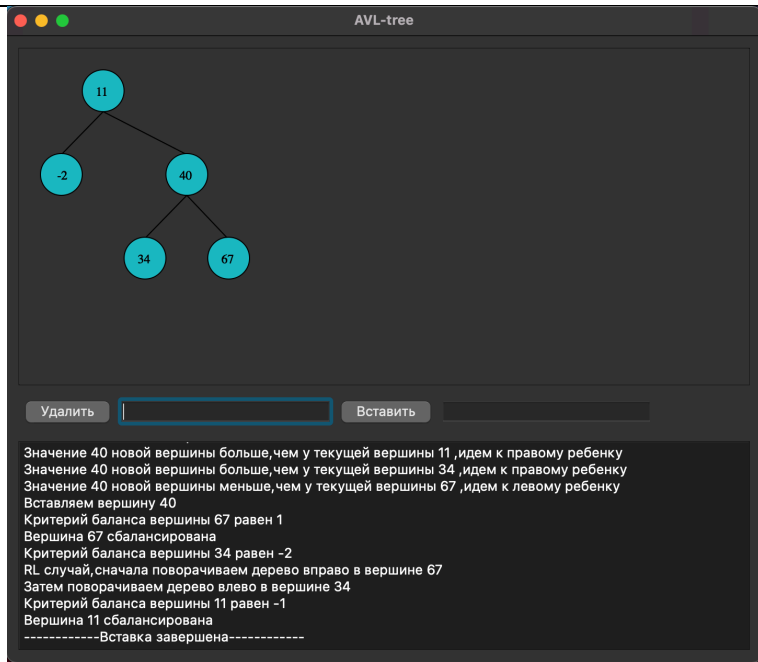 AVL-tree
11
-2
40
34
67
Удалить
Вставить
Значение 40 новой вершины больше,чем у текущей вершины 11 ,идем к правому ребенку
Значение 40 новой вершины больше,чем у текущей вершины 34 ,идем к правому ребенку
Значение 40 новой вершины меньше,чем у текущей вершины 67 ,идем к левому ребенку
Вставляем вершину 40
Критерий баланса вершины 67 равен 1
Вершина 67 сбалансирована
Критерий баланса вершины 34 равен -2
RL случай,сначала поворачиваем дерево вправо в вершине 67
Затем поворачиваем дерево влево в вершине 34
Критерий баланса вершины 11 равен -1
Вершина 11 сбалансирована
------------Вставка завершена------------